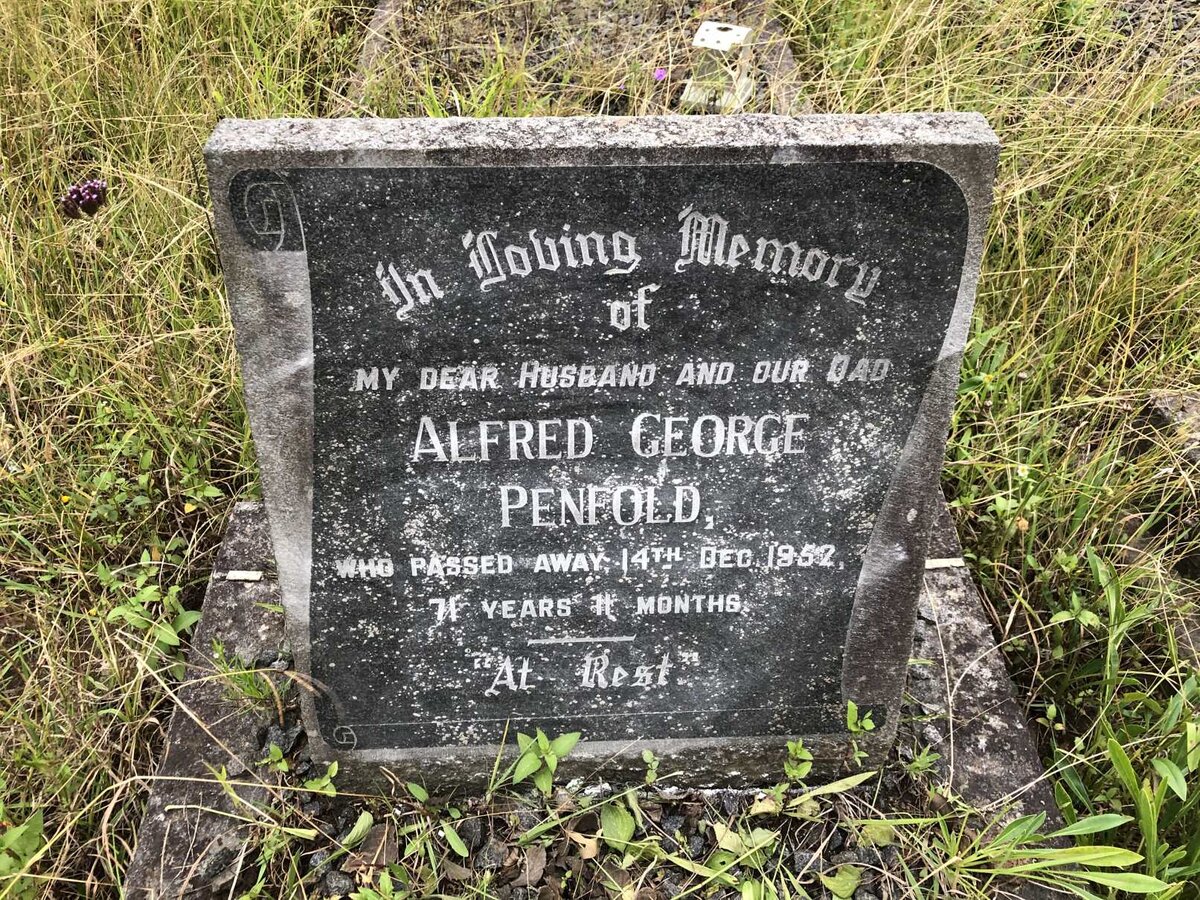 In Loving Memory
of
MY DEAR HUSBAND AND OUR DAD
ALFRED GEORGE
PENFOLD,
WHO PASSED AWAY 14TH DEC. 1952,
71 YEARS 11 MONTHS.
"At Rest"